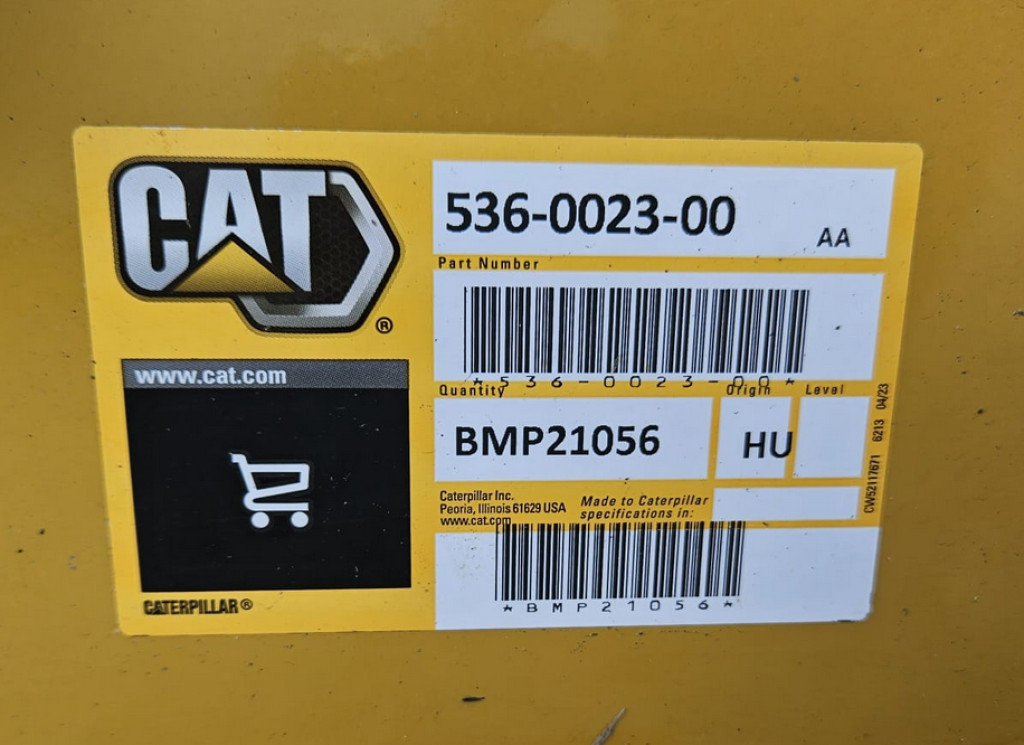 CAT
®
www.cat.com
CATERPILLAR®
536-0023-00 AA
Part Number
*536-0023-00*
Quantity Origin Level
BMP21056 HU
Caterpillar Inc.
Peoria, Illinois 61629 USA
www.cat.com
Made to Caterpillar
specifications in:
*BMP21056*
CW52117671 6213 04/23